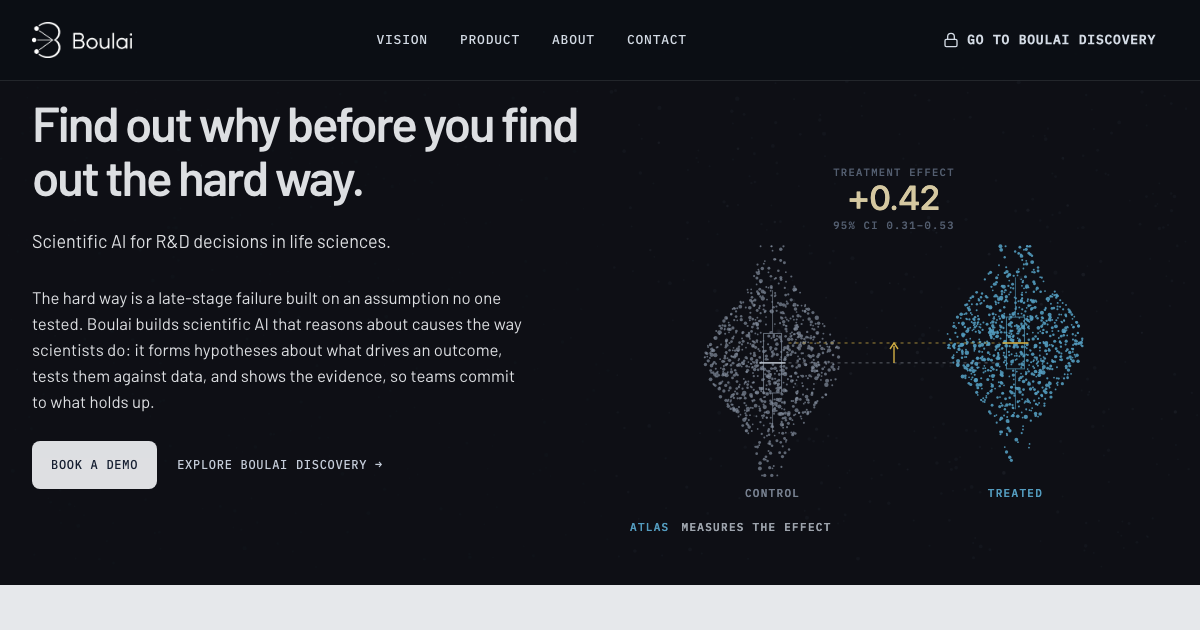 Boulai
VISION
PRODUCT
ABOUT
CONTACT
GO TO BOULAI DISCOVERY
Find out why before you find
out the hard way.
Scientific AI for R&D decisions in life sciences.
The hard way is a late-stage failure built on an assumption no one
tested. Boulai builds scientific AI that reasons about causes the way
scientists do: it forms hypotheses about what drives an outcome,
tests them against data, and shows the evidence, so teams commit
to what holds up.
BOOK A DEMO
EXPLORE BOULAI DISCOVERY →
TREATMENT EFFECT
+0.42
95% CI 0.31–0.53
CONTROL
TREATED
ATLAS MEASURES THE EFFECT